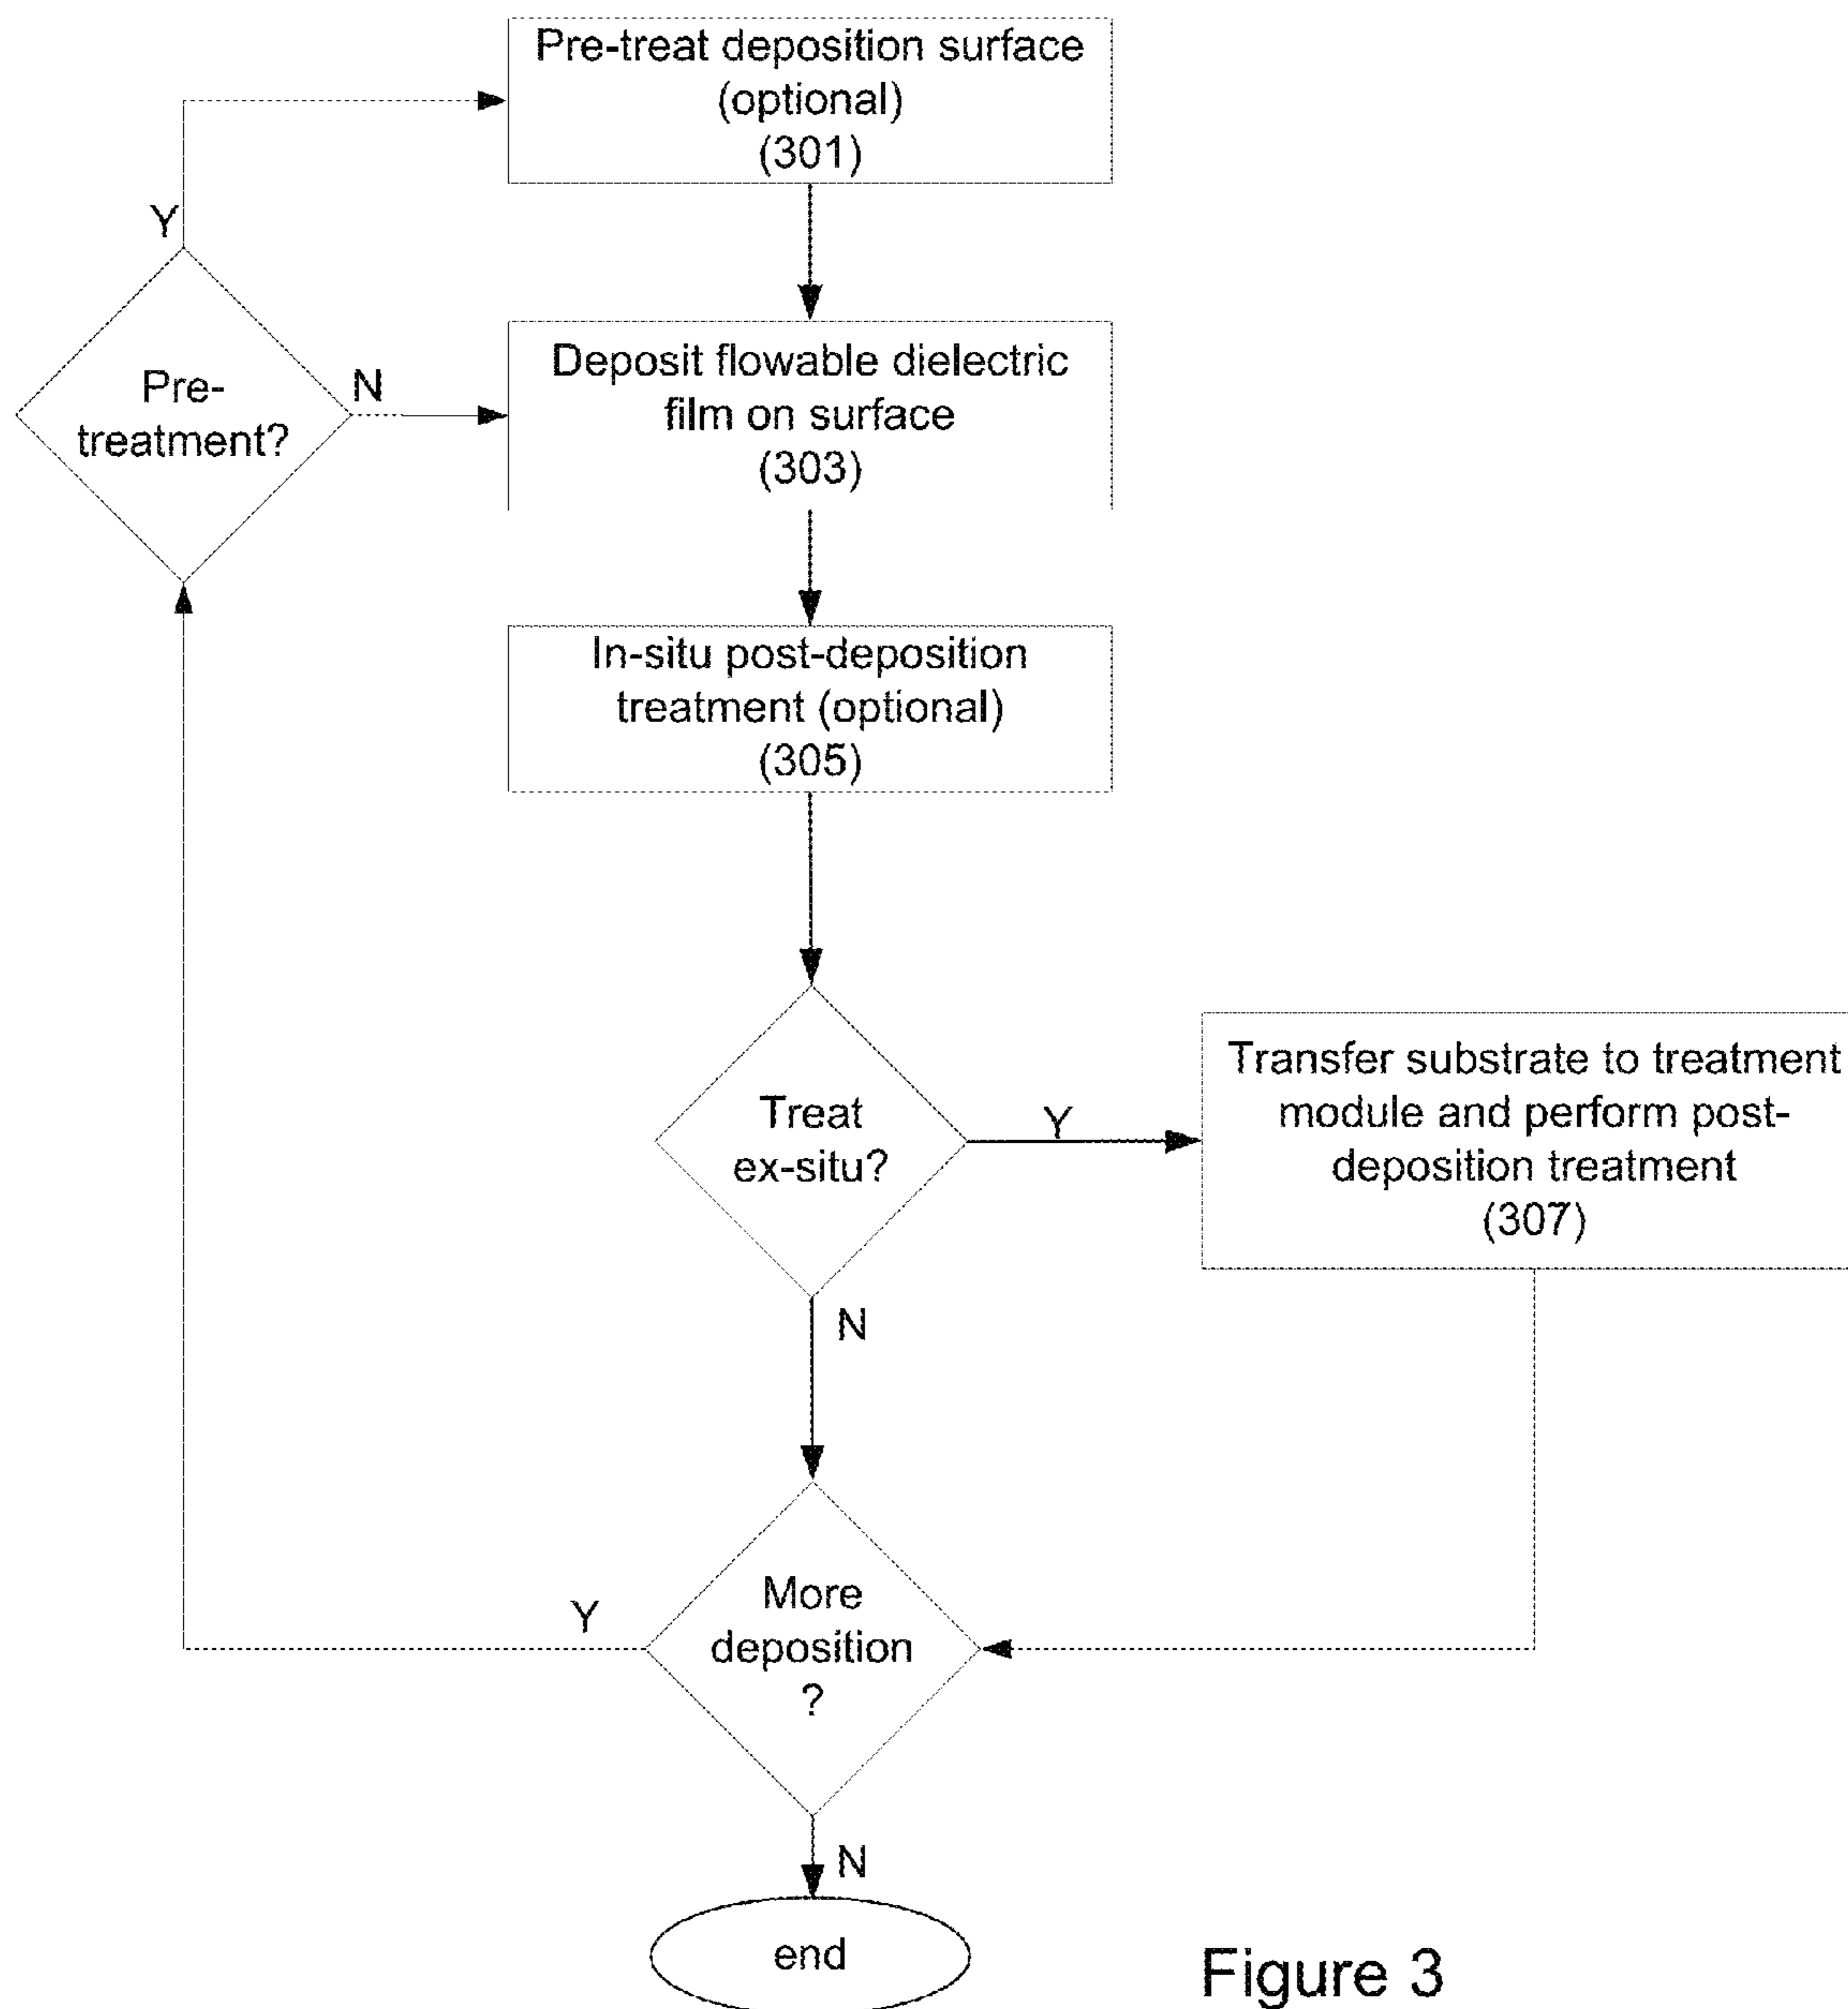 Pre-treat deposition surface
(optional)
(301)
Y
Pre-
treatment?
N
Deposit flowable dielectric
film on surface
(303)
In-situ post-deposition
treatment (optional)
(305)
Treat
ex-situ?
Y
Transfer substrate to treatment
module and perform post-
deposition treatment
(307)
N
More
deposition
?
Y
N
end
Figure 3